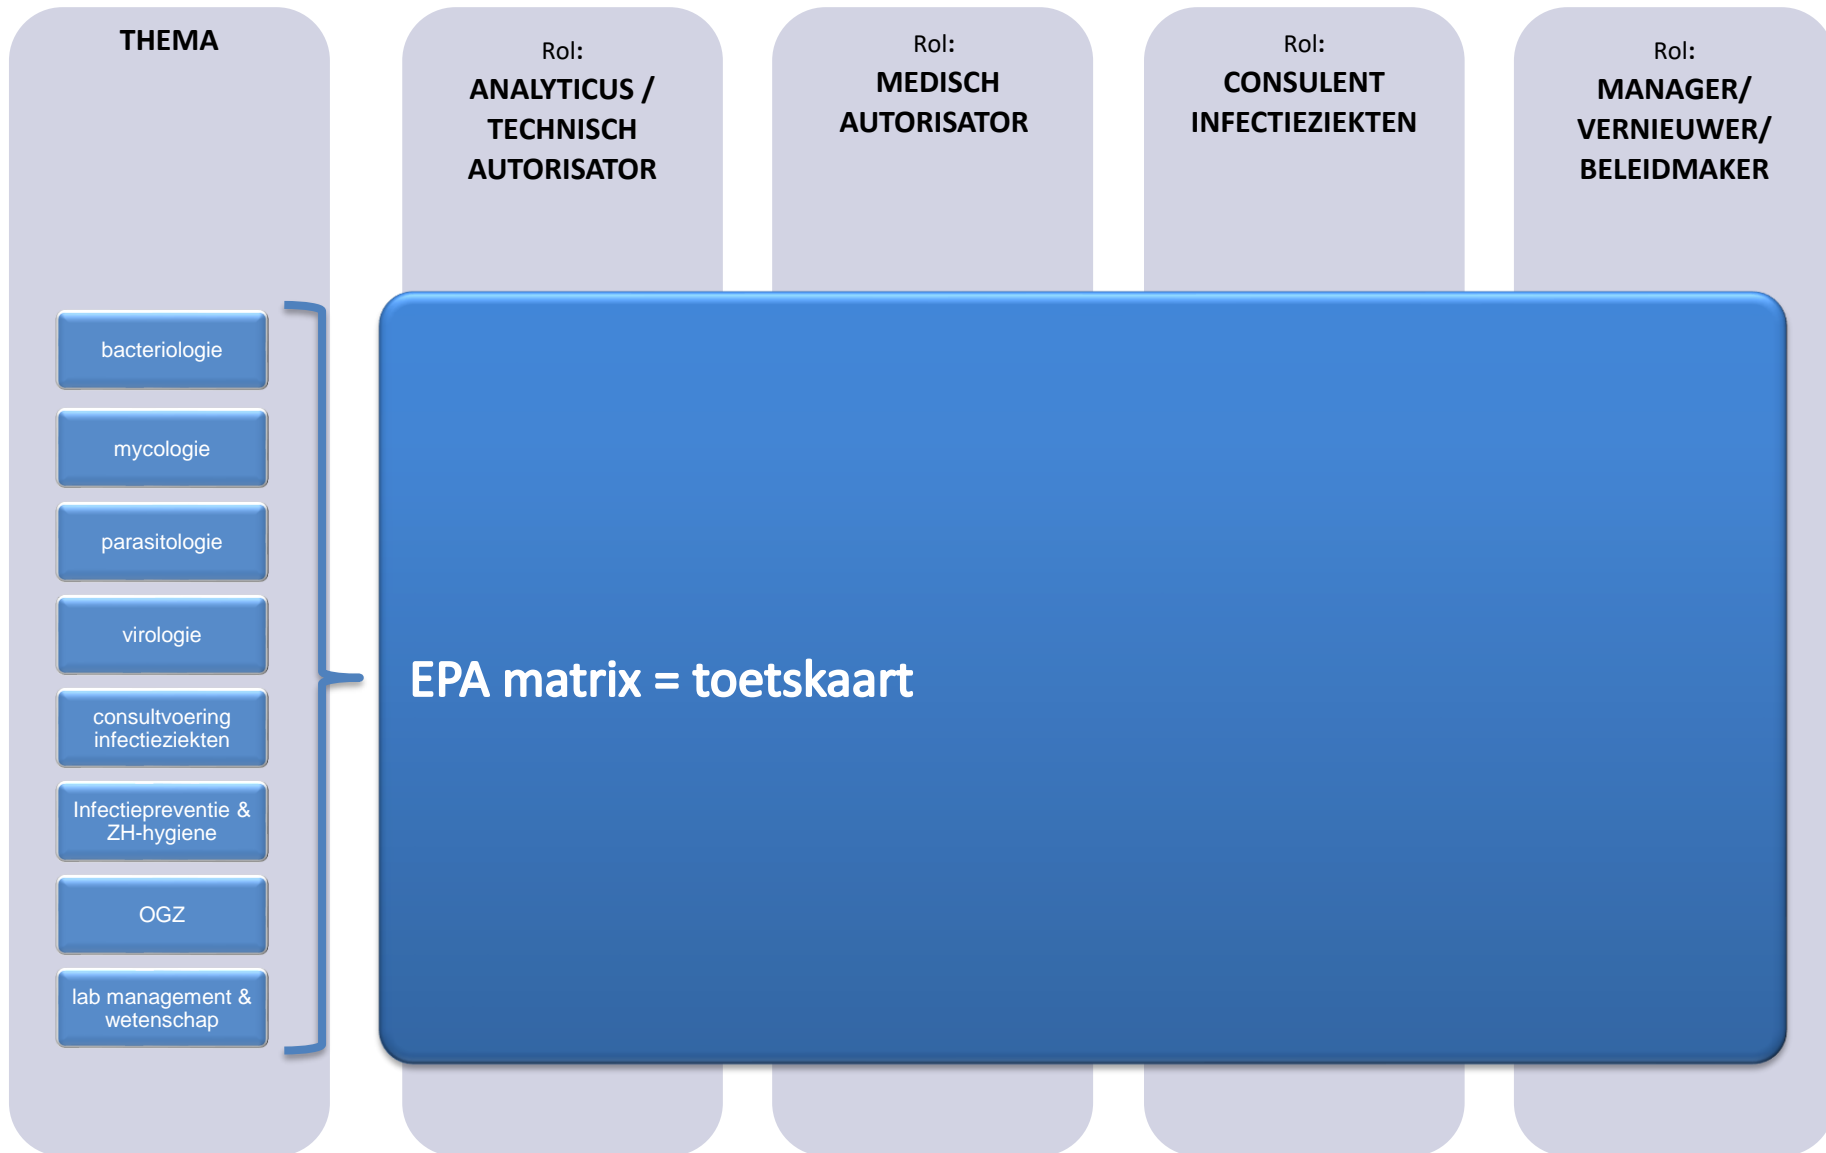 THEMA
Rol:
ANALYTICUS /
TECHNISCH
AUTORISATOR
Rol:
MEDISCH
AUTORISATOR
Rol:
CONSULENT
INFECTIEZIEKTEN
Rol:
MANAGER/
VERNIEUWER/
BELEIDMAKER
bacteriologie
mycologie
parasitologie
virologie
consultvoering
infectieziekten
Infectiepreventie &
ZH-hygiene
OGZ
lab management &
wetenschap
EPA matrix = toetskaart